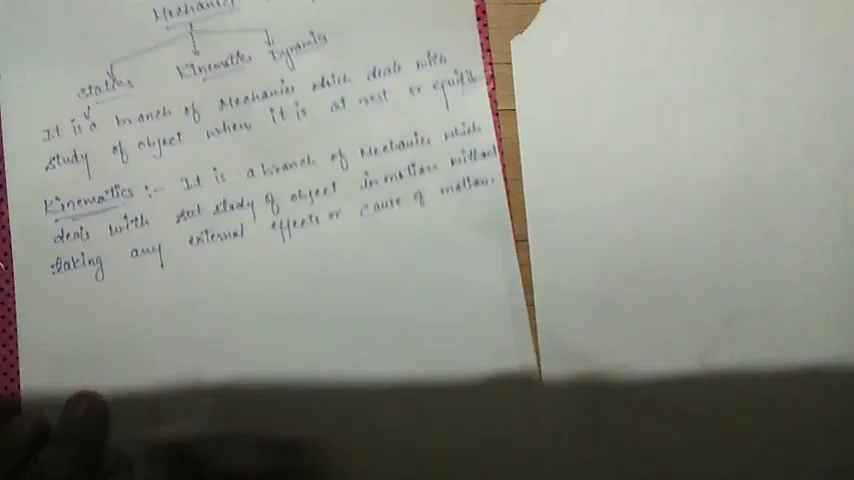 Mechanics
Statics Kinematics Dynamics
It is a branch of Mechanics which deals with
study of object when it is at rest or
Kinematics :- It is a branch of Mechanics which
deals with study of object in motion without
taking any external effects or cause of motion.